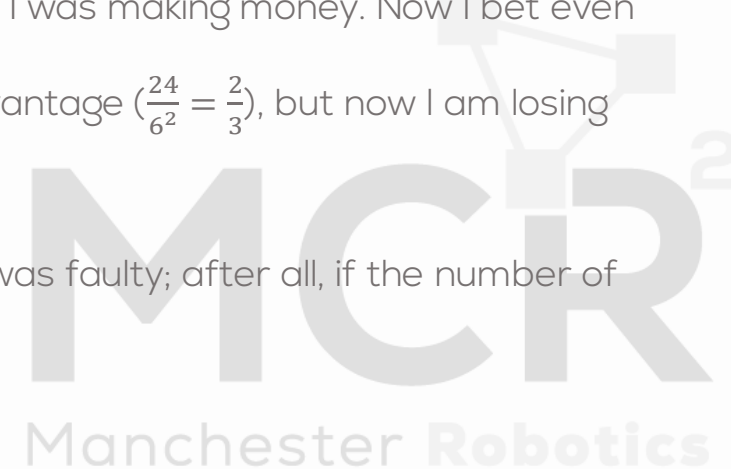 I was making money. Now I bet even
antage (24/6² = 2/3), but now I am losing
was faulty; after all, if the number of
MCR²
Manchester Robotics